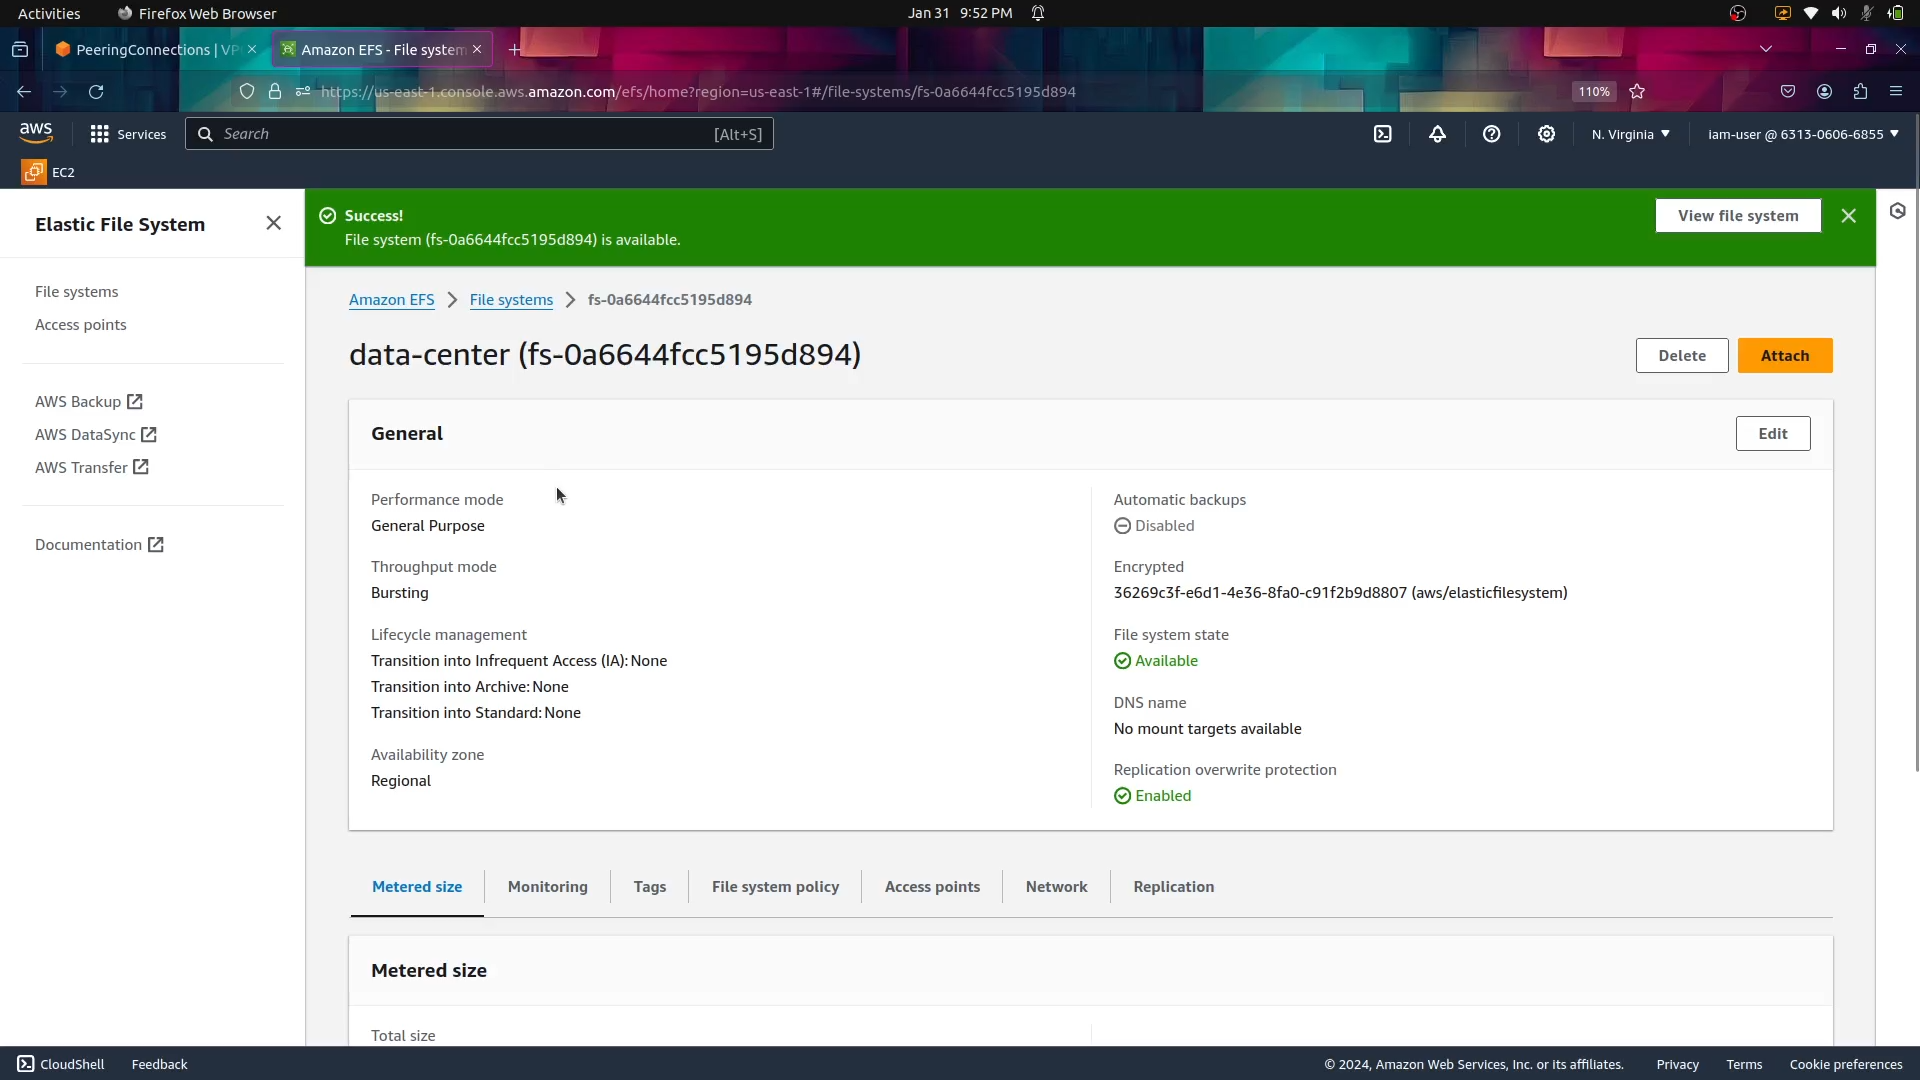 Activities
Firefox Web Browser
Jan 31 9:52 PM
PeeringConnections | VP
Amazon EFS - File system
https://us-east-1.console.aws.amazon.com/efs/home?region=us-east-1#/file-systems/fs-0a6644fcc5195d894
110%
aws
Services
Search
[Alt+S]
N. Virginia
iam-user @ 6313-0606-6855
EC2
Elastic File System
File systems
Access points
AWS Backup
AWS DataSync
AWS Transfer
Documentation
Success!
File system (fs-0a6644fcc5195d894) is available.
View file system
Amazon EFS
File systems
fs-0a6644fcc5195d894
data-center (fs-0a6644fcc5195d894)
Delete
Attach
General
Edit
Performance mode
General Purpose
Throughput mode
Bursting
Lifecycle management
Transition into Infrequent Access (IA): None
Transition into Archive: None
Transition into Standard: None
Availability zone
Regional
Automatic backups
Disabled
Encrypted
36269c3f-e6d1-4e36-8fa0-c91f2b9d8807 (aws/elasticfilesystem)
File system state
Available
DNS name
No mount targets available
Replication overwrite protection
Enabled
Metered size
Monitoring
Tags
File system policy
Access points
Network
Replication
Metered size
Total size
CloudShell
Feedback
© 2024, Amazon Web Services, Inc. or its affiliates.
Privacy
Terms
Cookie preferences